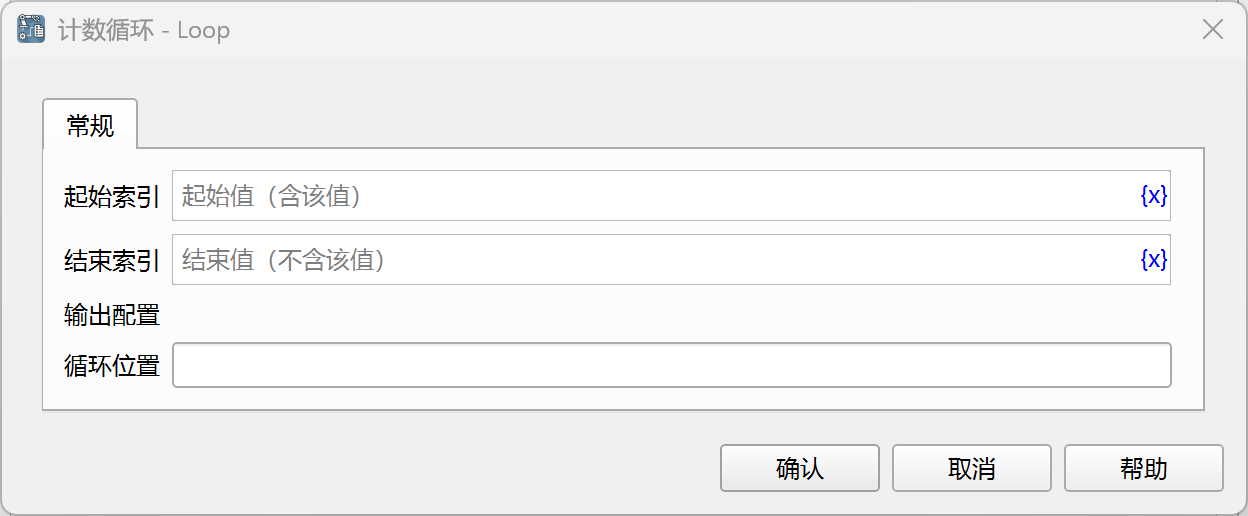 计数循环 - Loop
常规
起始索引 起始值（含该值） {x}
结束索引 结束值（不含该值） {x}
输出配置
循环位置
确认 取消 帮助